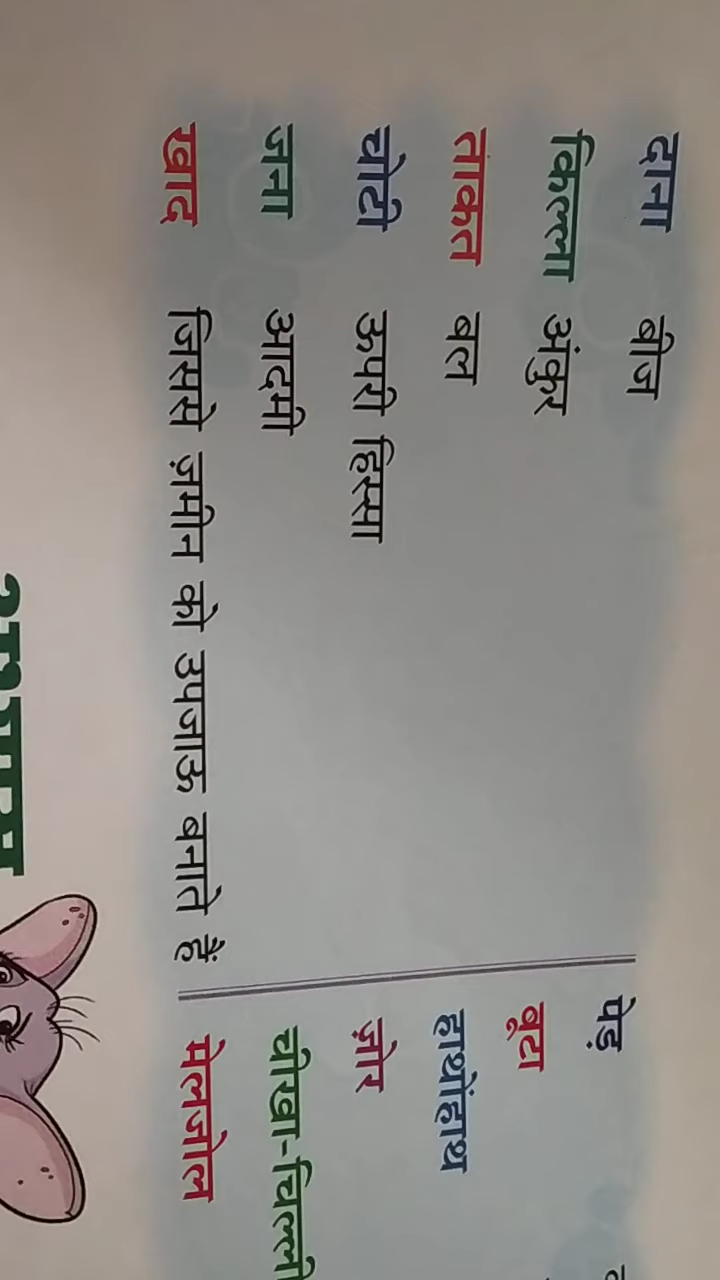 दाना बीज
किल्ला अंकुर
ताकत बल
चोटी ऊपरी हिस्सा
जना आदमी
खाद जिससे ज़मीन को उपजाऊ बनाते हैं
पेड़
बूटा
हाथोंहाथ
ज़ोर
चीखा-चिल्ली
मेलजोल